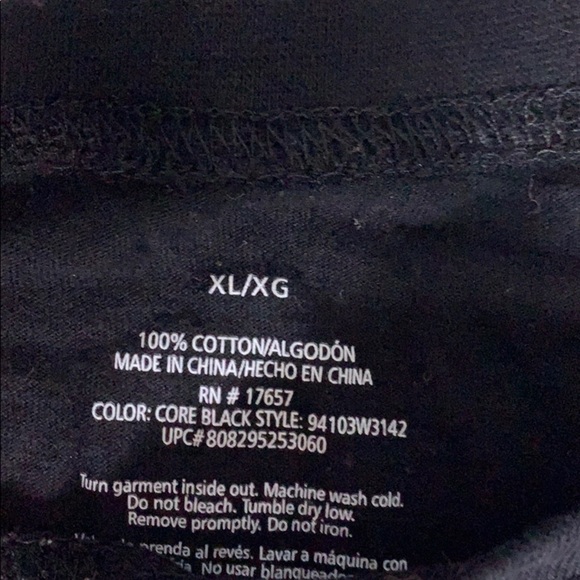 XL/XG
100% COTTON/ALGODÓN
MADE IN CHINA/HECHO EN CHINA
RN # 17657
COLOR: CORE BLACK STYLE: 94103W3142
UPC# 808295253060
Turn garment inside out. Machine wash cold.
Do not bleach. Tumble dry low.
Remove promptly. Do not iron.
prenda al revés. Lavar a máquina con
No usar